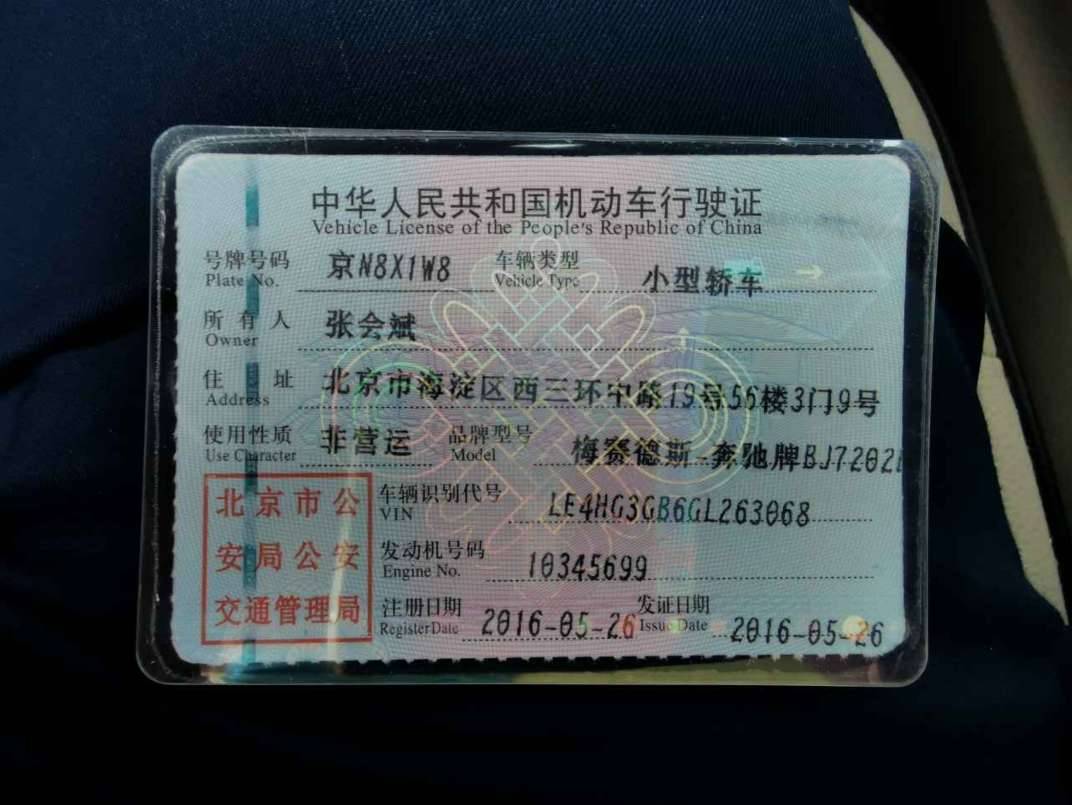 中华人民共和国机动车行驶证
Vehicle License of the People's Republic of China
号牌号码 京N8X1W8 车辆类型 小型轿车
Plate No. Vehicle Type
所有人 张会斌
Owner
住址 北京市海淀区西三环中路19号56楼3门9号
Address
使用性质 非营运 品牌型号 梅赛德斯-奔驰牌BJ7202
Use Character Model
北京市公 车辆识别代号 LE4HG3GB6GL263068
VIN
安局公安 发动机号码 10345699
Engine No.
交通管理局 注册日期 2016-05-26 发证日期 2016-05-26
Register Date Issue Date